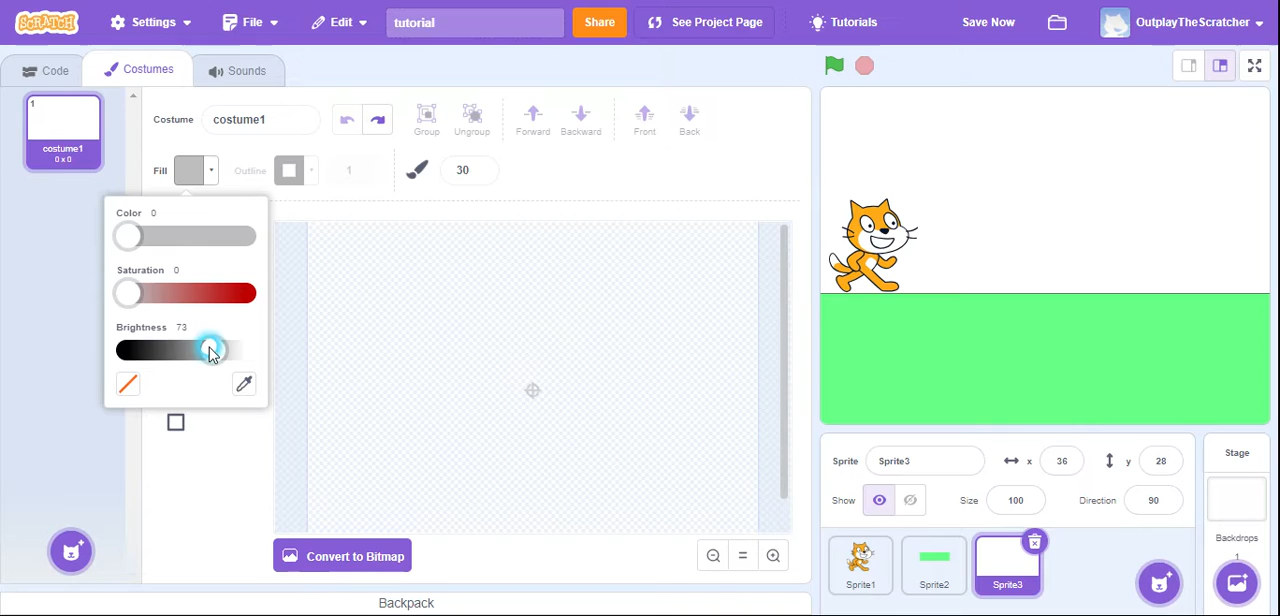 SCRATCH Settings File Edit tutorial Share See Project Page Tutorials Save Now OutplayTheScratcher
Code Costumes Sounds
1
costume1
0 x 0
Costume costume1 Group Ungroup Forward Backward Front Back
Fill Outline 1 30
Color 0
Saturation 0
Brightness 73
Convert to Bitmap
Backpack
Sprite Sprite3 x 36 y 28
Show Size 100 Direction 90
Sprite1 Sprite2 Sprite3
Stage
Backdrops
1